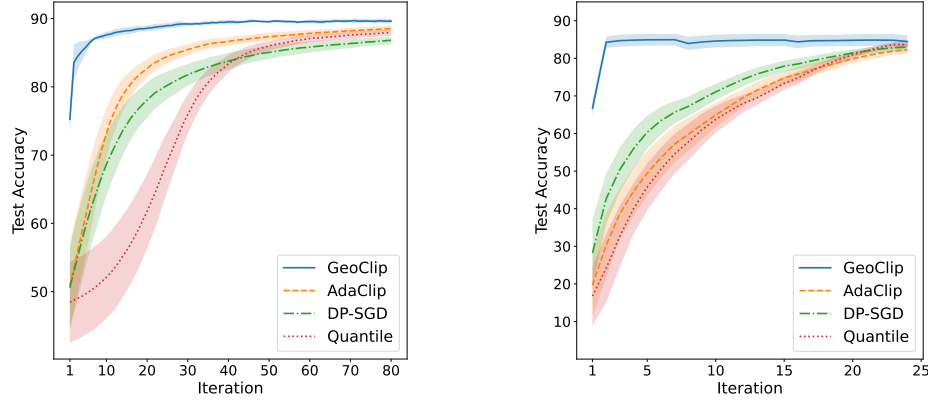 90
80
70
60
50
Test Accuracy
1 10 20 30 40 50 60 70 80
Iteration
GeoClip
AdaClip
DP-SGD
Quantile
90
80
70
60
50
40
30
20
10
Test Accuracy
1 5 10 15 20 25
Iteration
GeoClip
AdaClip
DP-SGD
Quantile